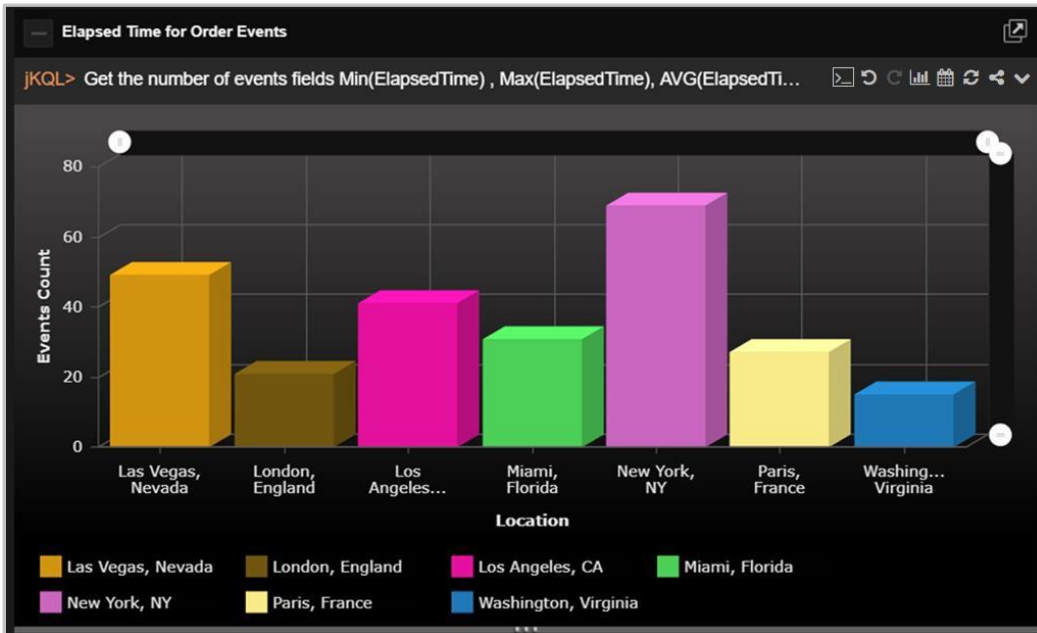 Elapsed Time for Order Events
jKQL> Get the number of events fields Min(ElapsedTime) , Max(ElapsedTime), AVG(ElapsedTi...
80
60
40
20
0
Events Count
Las Vegas,
Nevada
London,
England
Los
Angeles...
Miami,
Florida
New York,
NY
Paris,
France
Washing...
Virginia
Location
Las Vegas, Nevada
London, England
Los Angeles, CA
Miami, Florida
New York, NY
Paris, France
Washington, Virginia